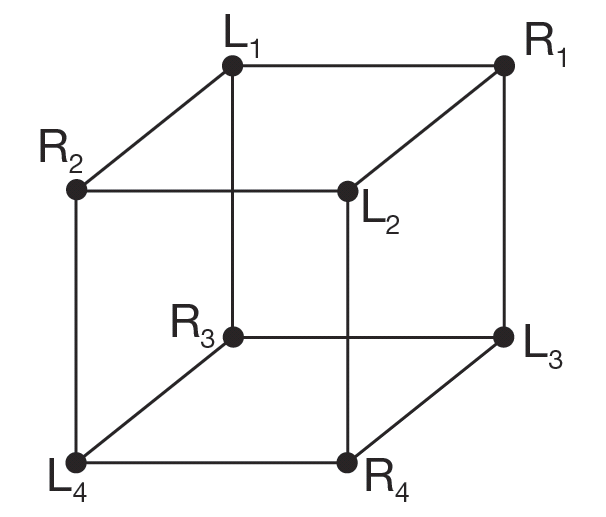 L₁
R₁
R₂
L₂
R₃
L₃
L₄
R₄